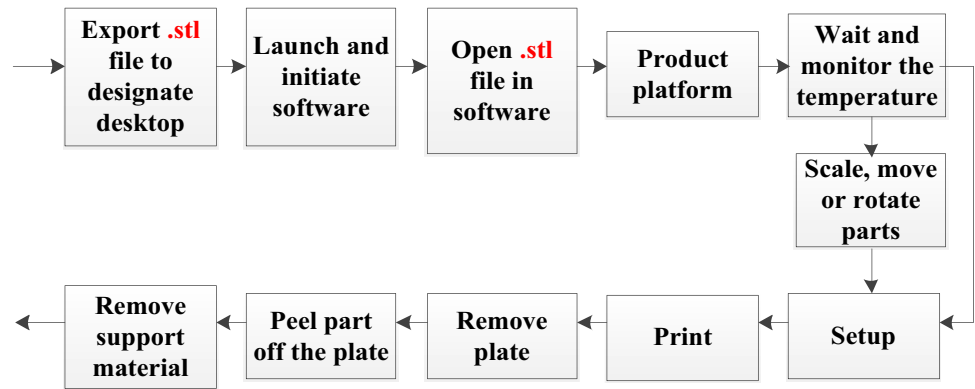 Export .stl
file to
designate
desktop
Launch and
initiate
software
Open .stl
file in
software
Product
platform
Wait and
monitor the
temperature
Scale, move
or rotate
parts
Setup
Print
Remove
plate
Peel part
off the plate
Remove
support
material